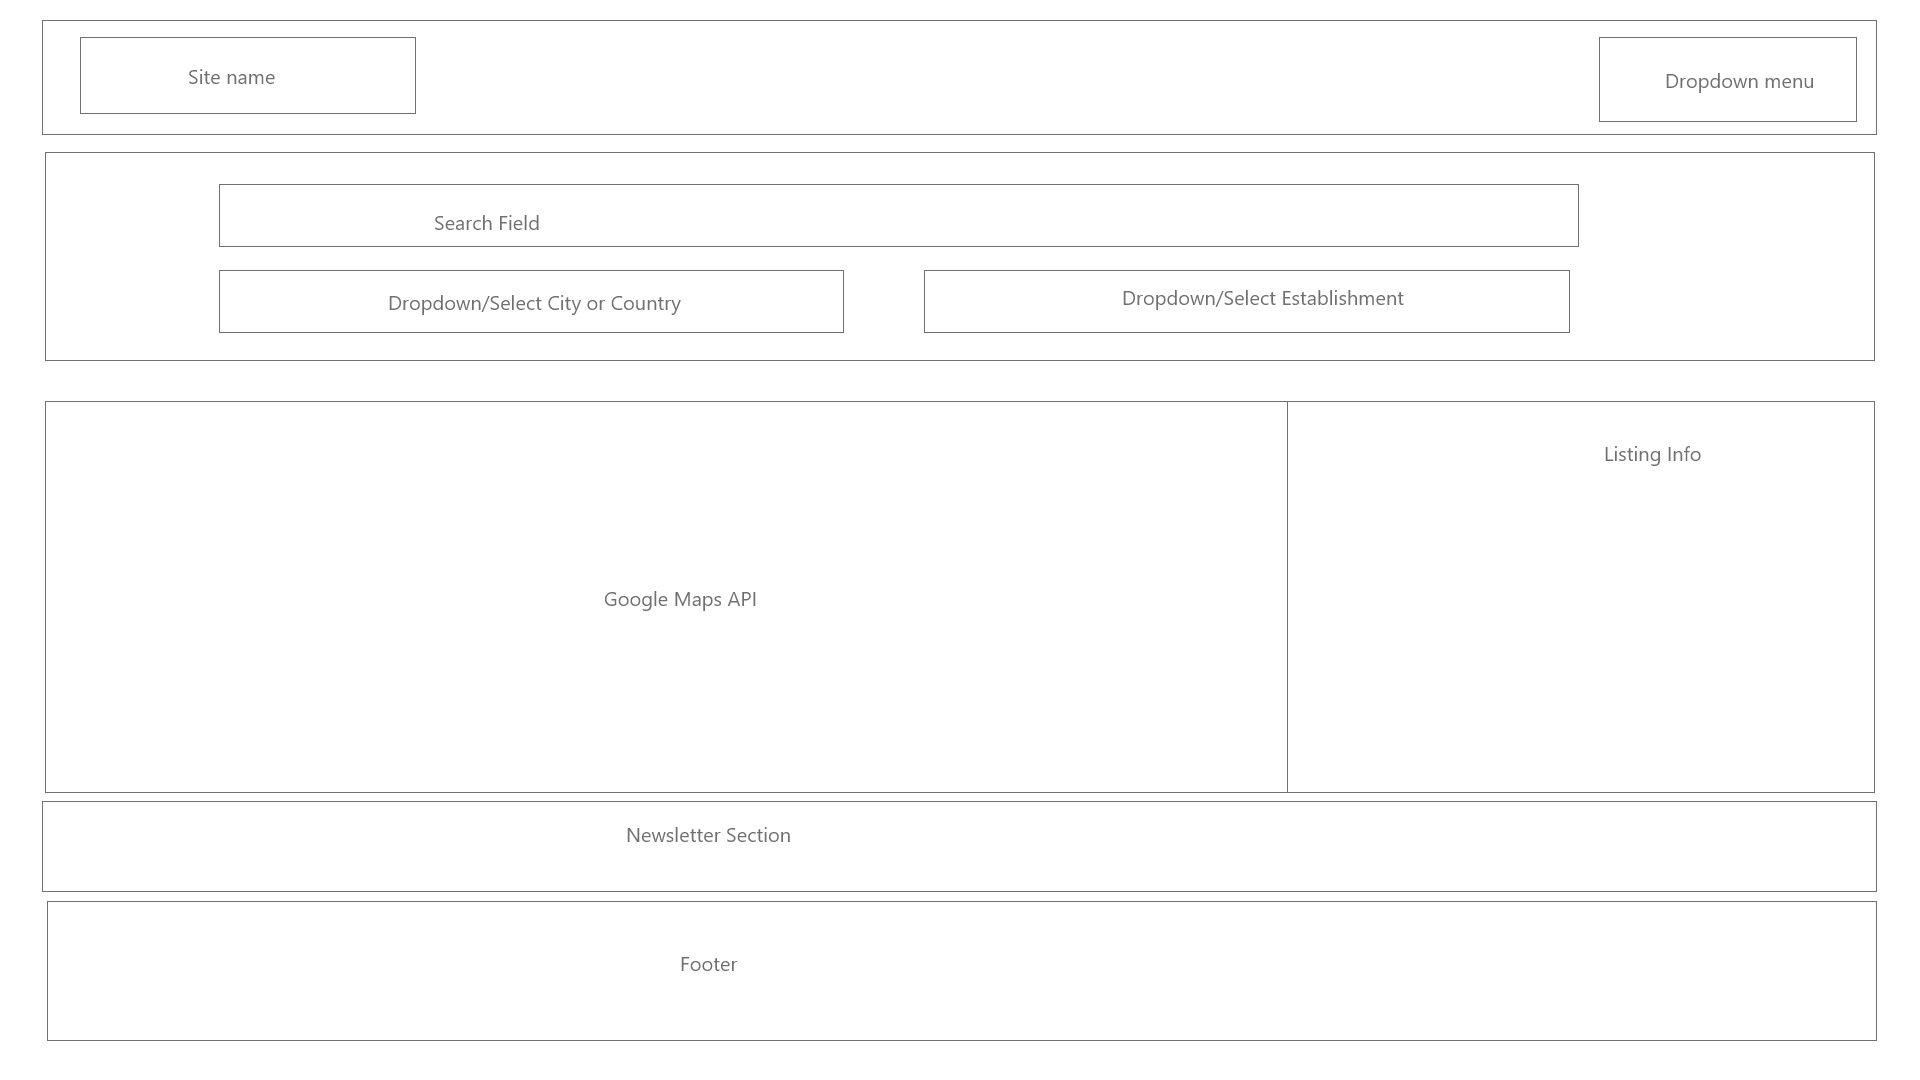 Site name
Dropdown menu
Search Field
Dropdown/Select City or Country
Dropdown/Select Establishment
Listing Info
Google Maps API
Newsletter Section
Footer